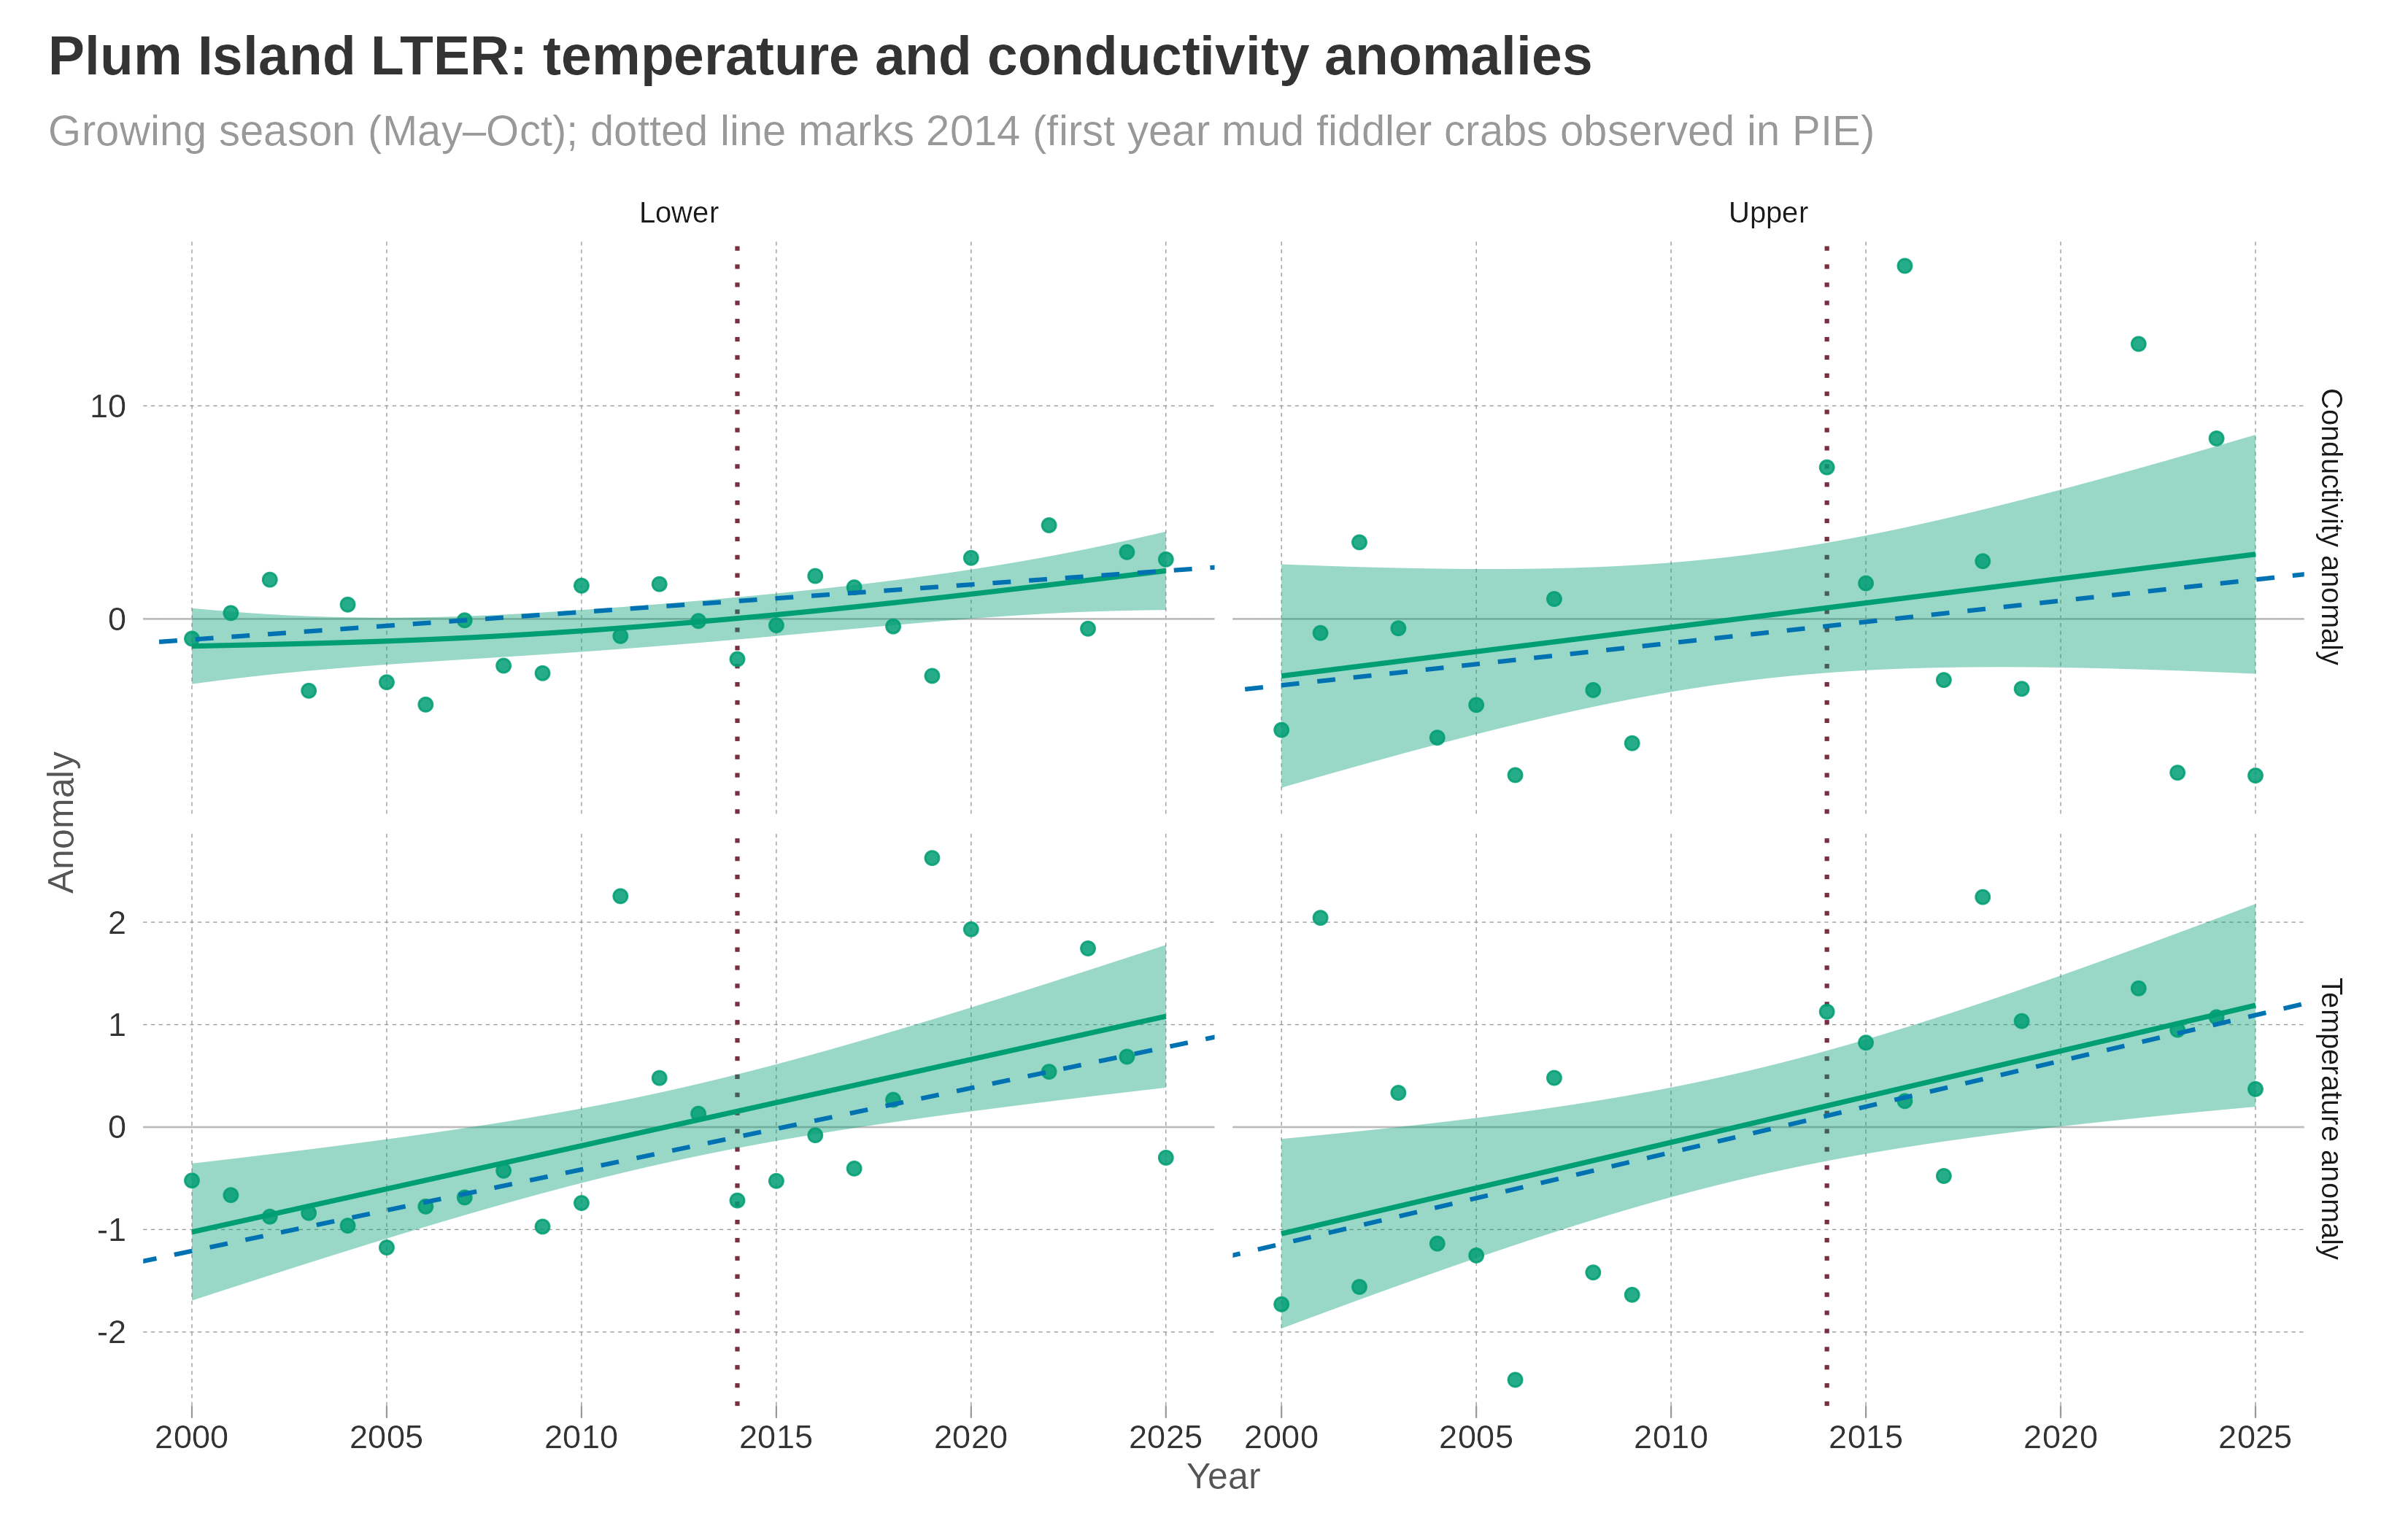 Plum Island LTER: temperature and conductivity anomalies
Growing season (May–Oct); dotted line marks 2014 (first year mud fiddler crabs observed in PIE)
Lower
Upper
10
0
Conductivity anomaly
Anomaly
2
1
0
-1
-2
Temperature anomaly
2000 2005 2010 2015 2020 2025
2000 2005 2010 2015 2020 2025
Year